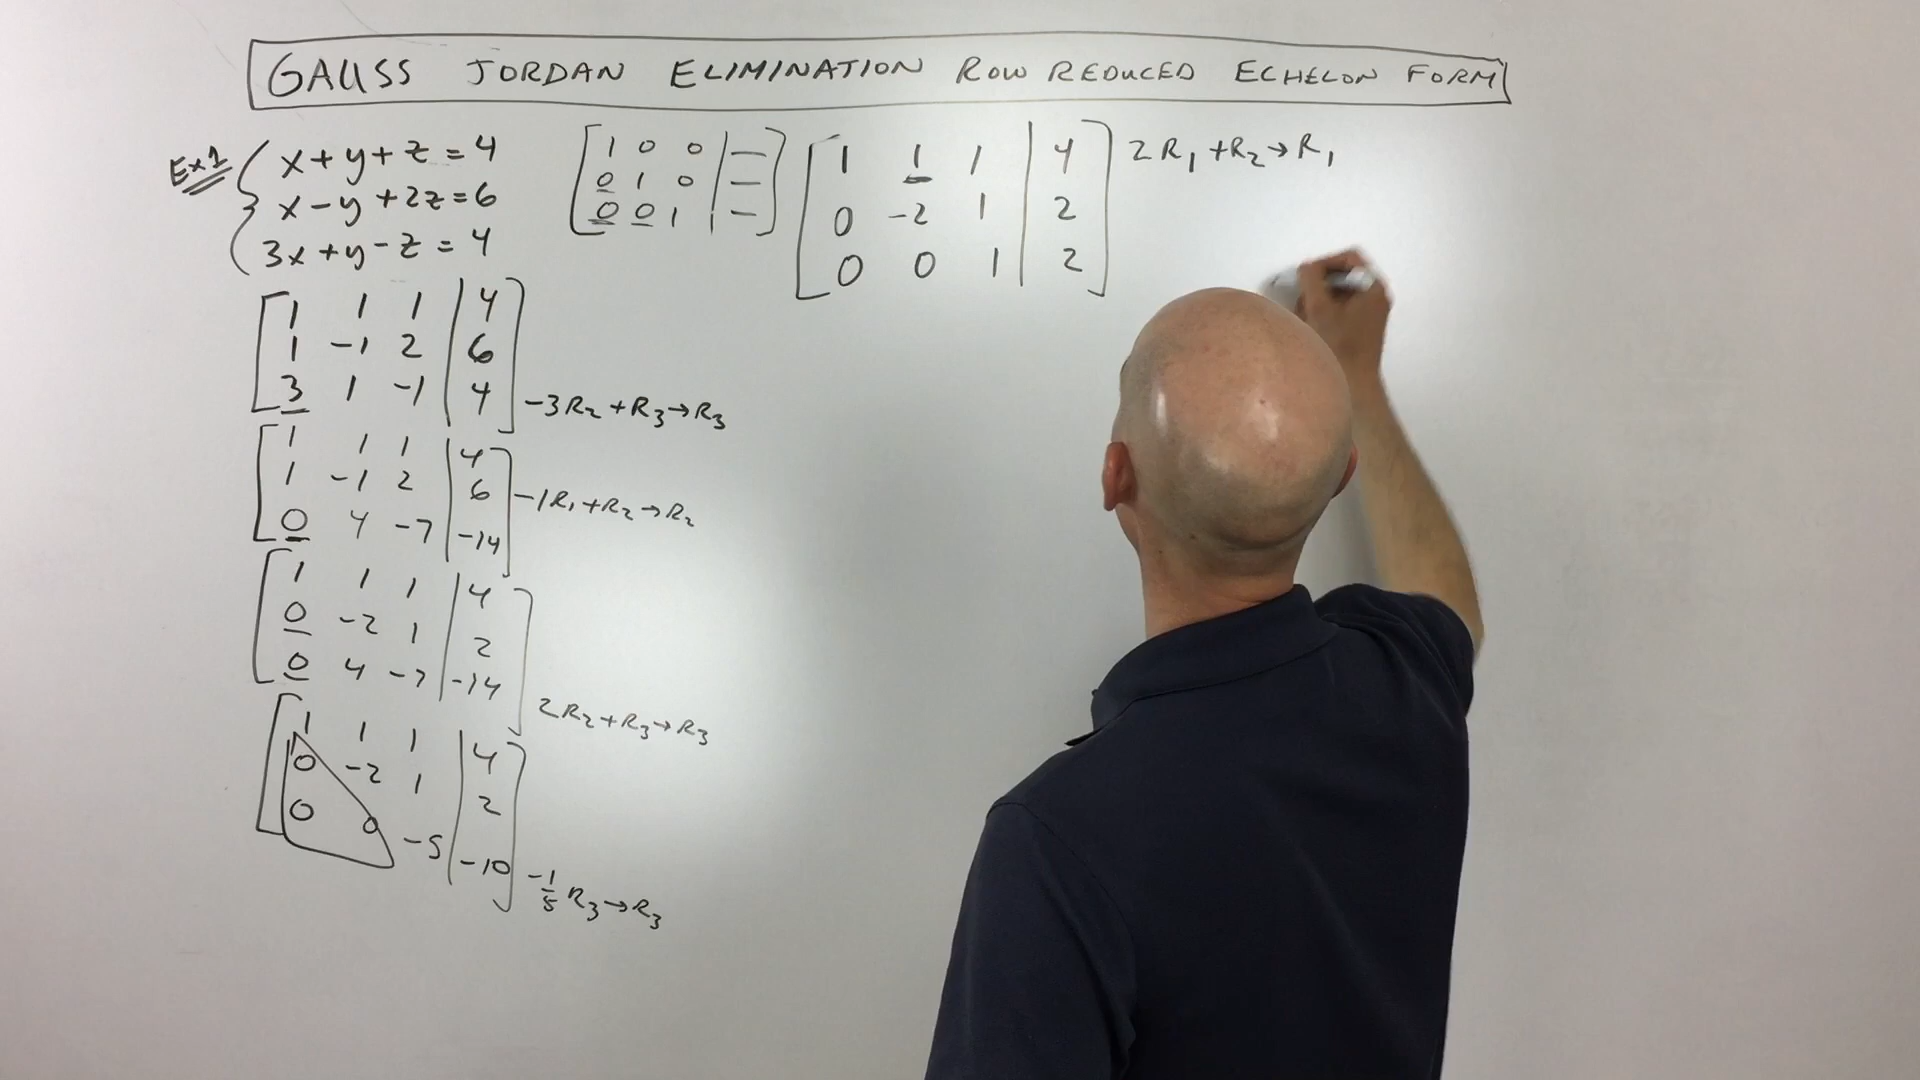 GAUSS JORDAN ELIMINATION ROW REDUCED ECHELON FORM
Ex1 { x + y + z = 4
x - y + 2z = 6
3x + y - z = 4
[ 1 0 0 | —
0 1 0 | —
0 0 1 | — ]
[ 1 1 1 | 4 ] 2R₁ + R₂ → R₁
0 -2 1 | 2
0 0 1 | 2
[ 1 1 1 | 4
1 -1 2 | 6
3 1 -1 | 4 ] -3R₂ + R₃ → R₃
[ 1 1 1 | 4
1 -1 2 | 6 ] -1R₁ + R₂ → R₂
0 4 -7 | -14
[ 1 1 1 | 4
0 -2 1 | 2
0 4 -7 | -14 ] 2R₂ + R₃ → R₃
[ 1 1 1 | 4
0 -2 1 | 2
0 0 -5 | -10 ] -1/5 R₃ → R₃